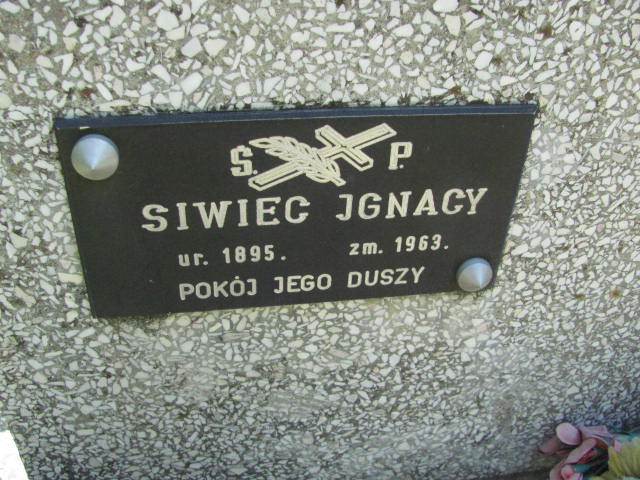 Ś. P.
SIWIEC JGNACY
ur. 1895. zm. 1963.
POKÓJ JEGO DUSZY